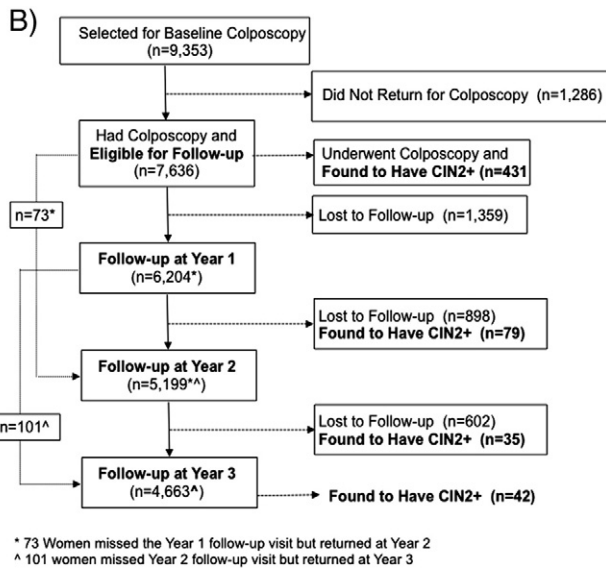 B)
Selected for Baseline Colposcopy
(n=9,353)
Did Not Return for Colposcopy (n=1,286)
Had Colposcopy and
Eligible for Follow-up
(n=7,636)
Underwent Colposcopy and
Found to Have CIN2+ (n=431
n=73*
Lost to Follow-up (n=1,359)
Follow-up at Year 1
(n=6,204*)
Lost to Follow-up (n=898)
Found to Have CIN2+ (n=79)
Follow-up at Year 2
(n=5,199*^)
n=101^
Lost to Follow-up (n=602)
Found to Have CIN2+ (n=35)
Follow-up at Year 3
(n=4,663^)
Found to Have CIN2+ (n=42)
* 73 Women missed the Year 1 follow-up visit but returned at Year 2
^ 101 women missed Year 2 follow-up visit but returned at Year 3